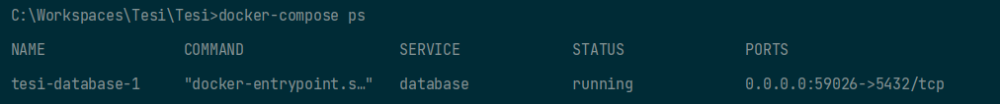 C:\Workspaces\Tesi\Tesi>docker-compose ps
NAME COMMAND SERVICE STATUS PORTS
tesi-database-1 "docker-entrypoint.s…" database running 0.0.0.0:59026->5432/tcp